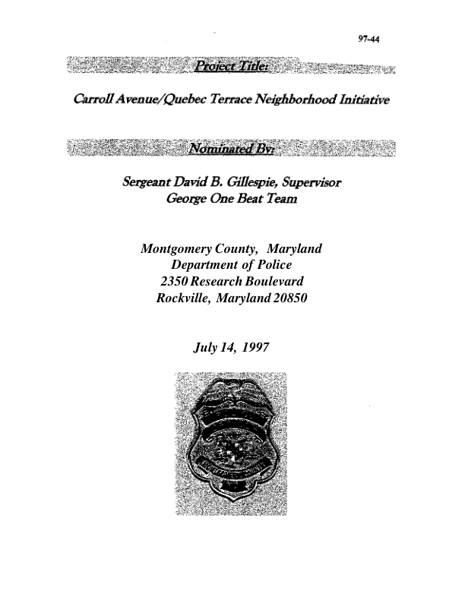 97-44
Project Title:
Carroll Avenue/Quebec Terrace Neighborhood Initiative
Nominated By:
Sergeant David B. Gillespie, Supervisor
George One Beat Team
Montgomery County, Maryland
Department of Police
2350 Research Boulevard
Rockville, Maryland 20850
July 14, 1997